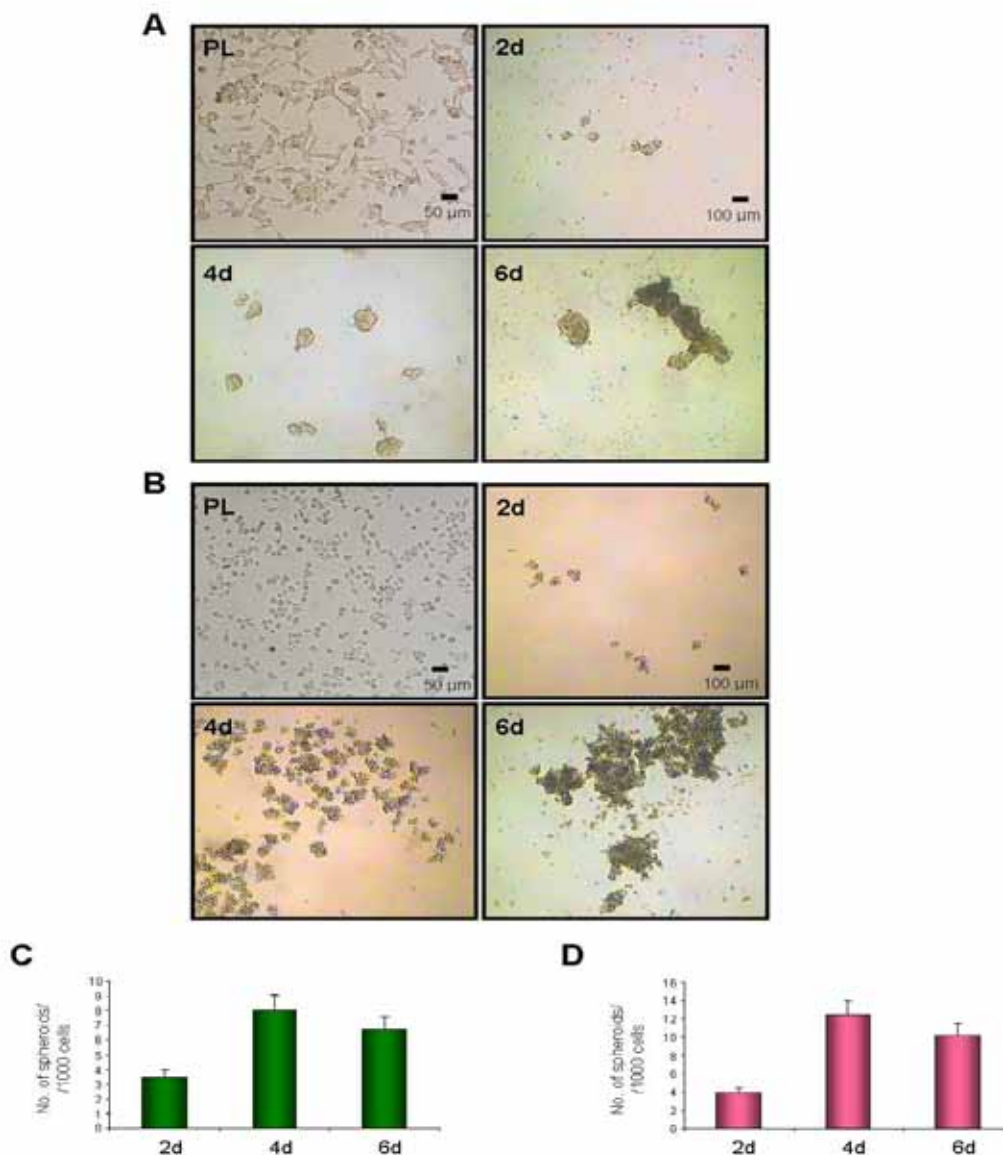 A
PL
2d
50 µm
100 µm
4d
6d
B
PL
2d
50 µm
100 µm
4d
6d
C
No. of spheroids/
/1000 cells
10
9
8
7
6
5
4
3
2
1
0
2d
4d
6d
D
No. of spheroids/
/1000 cells
16
14
12
10
8
6
4
2
0
2d
4d
6d